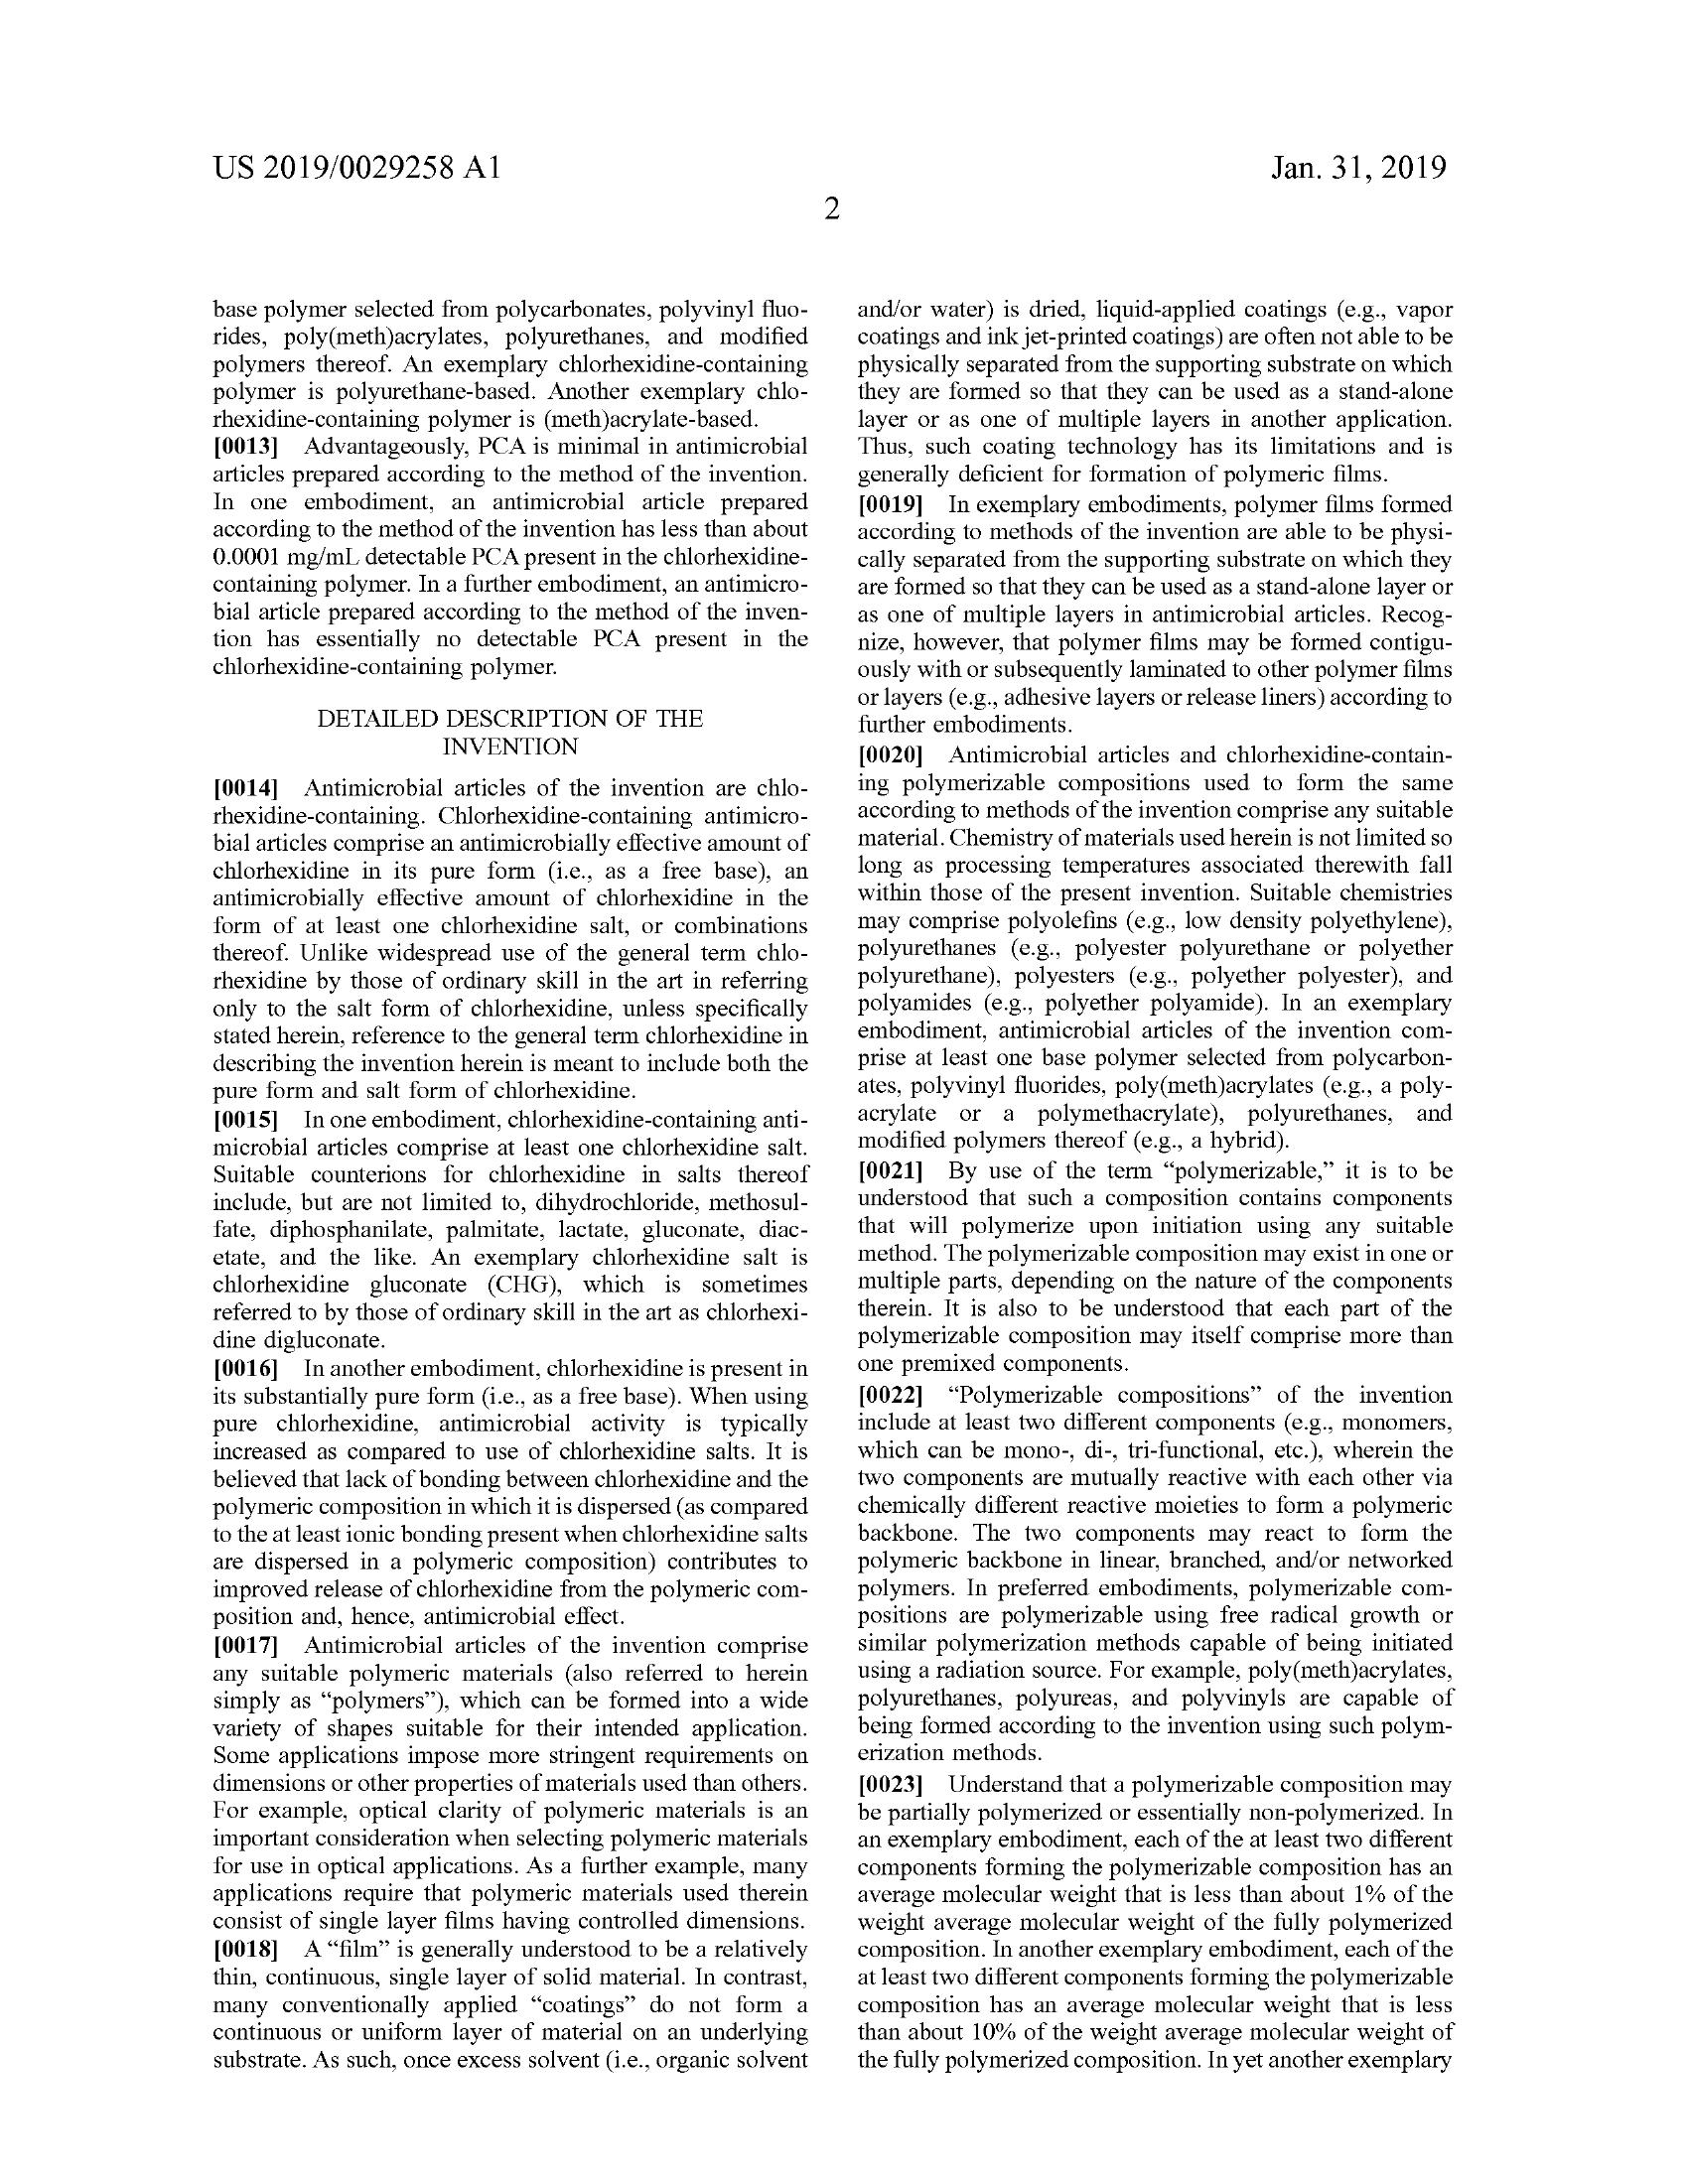 US 2019/0029258 A1
Jan. 31, 2019
2
base polymer selected from polycarbonates, polyvinyl fluo-
rides, poly(meth)acrylates, polyurethanes, and modified
polymers thereof. An exemplary chlorhexidine-containing
polymer is polyurethane-based. Another exemplary chlo-
rhexidine-containing polymer is (meth)acrylate-based.
[0013] Advantageously, PCA is minimal in antimicrobial
articles prepared according to the method of the invention.
In one embodiment, an antimicrobial article prepared
according to the method of the invention has less than about
0.0001 mg/mL detectable PCA present in the chlorhexidine-
containing polymer. In a further embodiment, an antimicro-
bial article prepared according to the method of the inven-
tion has essentially no detectable PCA present in the
chlorhexidine-containing polymer.
DETAILED DESCRIPTION OF THE
INVENTION
[0014] Antimicrobial articles of the invention are chlo-
rhexidine-containing. Chlorhexidine-containing antimicro-
bial articles comprise an antimicrobially effective amount of
chlorhexidine in its pure form (i.e., as a free base), an
antimicrobially effective amount of chlorhexidine in the
form of at least one chlorhexidine salt, or combinations
thereof. Unlike widespread use of the general term chlo-
rhexidine by those of ordinary skill in the art in referring
only to the salt form of chlorhexidine, unless specifically
stated herein, reference to the general term chlorhexidine in
describing the invention herein is meant to include both the
pure form and salt form of chlorhexidine.
[0015] In one embodiment, chlorhexidine-containing anti-
microbial articles comprise at least one chlorhexidine salt.
Suitable counterions for chlorhexidine in salts thereof
include, but are not limited to, dihydrochloride, methosul-
fate, diphosphanilate, palmitate, lactate, gluconate, diac-
etate, and the like. An exemplary chlorhexidine salt is
chlorhexidine gluconate (CHG), which is sometimes
referred to by those of ordinary skill in the art as chlorhexi-
dine digluconate.
[0016] In another embodiment, chlorhexidine is present in
its substantially pure form (i.e., as a free base). When using
pure chlorhexidine, antimicrobial activity is typically
increased as compared to use of chlorhexidine salts. It is
believed that lack of bonding between chlorhexidine and the
polymeric composition in which it is dispersed (as compared
to the at least ionic bonding present when chlorhexidine salts
are dispersed in a polymeric composition) contributes to
improved release of chlorhexidine from the polymeric com-
position and, hence, antimicrobial effect.
[0017] Antimicrobial articles of the invention comprise
any suitable polymeric materials (also referred to herein
simply as “polymers”), which can be formed into a wide
variety of shapes suitable for their intended application.
Some applications impose more stringent requirements on
dimensions or other properties of materials used than others.
For example, optical clarity of polymeric materials is an
important consideration when selecting polymeric materials
for use in optical applications. As a further example, many
applications require that polymeric materials used therein
consist of single layer films having controlled dimensions.
[0018] A “film” is generally understood to be a relatively
thin, continuous, single layer of solid material. In contrast,
many conventionally applied “coatings” do not form a
continuous or uniform layer of material on an underlying
substrate. As such, once excess solvent (i.e., organic solvent
and/or water) is dried, liquid-applied coatings (e.g., vapor
coatings and ink jet-printed coatings) are often not able to be
physically separated from the supporting substrate on which
they are formed so that they can be used as a stand-alone
layer or as one of multiple layers in another application.
Thus, such coating technology has its limitations and is
generally deficient for formation of polymeric films.
[0019] In exemplary embodiments, polymer films formed
according to methods of the invention are able to be physi-
cally separated from the supporting substrate on which they
are formed so that they can be used as a stand-alone layer or
as one of multiple layers in antimicrobial articles. Recog-
nize, however, that polymer films may be formed contigu-
ously with or subsequently laminated to other polymer films
or layers (e.g., adhesive layers or release liners) according to
further embodiments.
[0020] Antimicrobial articles and chlorhexidine-contain-
ing polymerizable compositions used to form the same
according to methods of the invention comprise any suitable
material. Chemistry of materials used herein is not limited so
long as processing temperatures associated therewith fall
within those of the present invention. Suitable chemistries
may comprise polyolefins (e.g., low density polyethylene),
polyurethanes (e.g., polyester polyurethane or polyether
polyurethane), polyesters (e.g., polyether polyester), and
polyamides (e.g., polyether polyamide). In an exemplary
embodiment, antimicrobial articles of the invention com-
prise at least one base polymer selected from polycarbon-
ates, polyvinyl fluorides, poly(meth)acrylates (e.g., a poly-
acrylate or a polymethacrylate), polyurethanes, and
modified polymers thereof (e.g., a hybrid).
[0021] By use of the term “polymerizable,” it is to be
understood that such a composition contains components
that will polymerize upon initiation using any suitable
method. The polymerizable composition may exist in one or
multiple parts, depending on the nature of the components
therein. It is also to be understood that each part of the
polymerizable composition may itself comprise more than
one premixed components.
[0022] “Polymerizable compositions” of the invention
include at least two different components (e.g., monomers,
which can be mono-, di-, tri-functional, etc.), wherein the
two components are mutually reactive with each other via
chemically different reactive moieties to form a polymeric
backbone. The two components may react to form the
polymeric backbone in linear, branched, and/or networked
polymers. In preferred embodiments, polymerizable com-
positions are polymerizable using free radical growth or
similar polymerization methods capable of being initiated
using a radiation source. For example, poly(meth)acrylates,
polyurethanes, polyureas, and polyvinyls are capable of
being formed according to the invention using such polym-
erization methods.
[0023] Understand that a polymerizable composition may
be partially polymerized or essentially non-polymerized. In
an exemplary embodiment, each of the at least two different
components forming the polymerizable composition has an
average molecular weight that is less than about 1% of the
weight average molecular weight of the fully polymerized
composition. In another exemplary embodiment, each of the
at least two different components forming the polymerizable
composition has an average molecular weight that is less
than about 10% of the weight average molecular weight of
the fully polymerized composition. In yet another exemplary